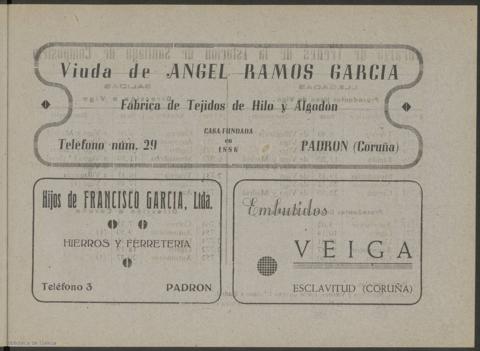 Viuda de ANGEL RAMOS GARCIA
Fábrica de Tejidos de Hilo y Algodón
CASA FUNDADA
en
1886
Teléfono núm. 29
PADRON (Coruña)
Hijos de FRANCISCO GARCIA, Ltda.
HIERROS Y FERRETERIA
Teléfono 3
PADRON
Embutidos
VEIGA
ESCLAVITUD (CORUÑA)